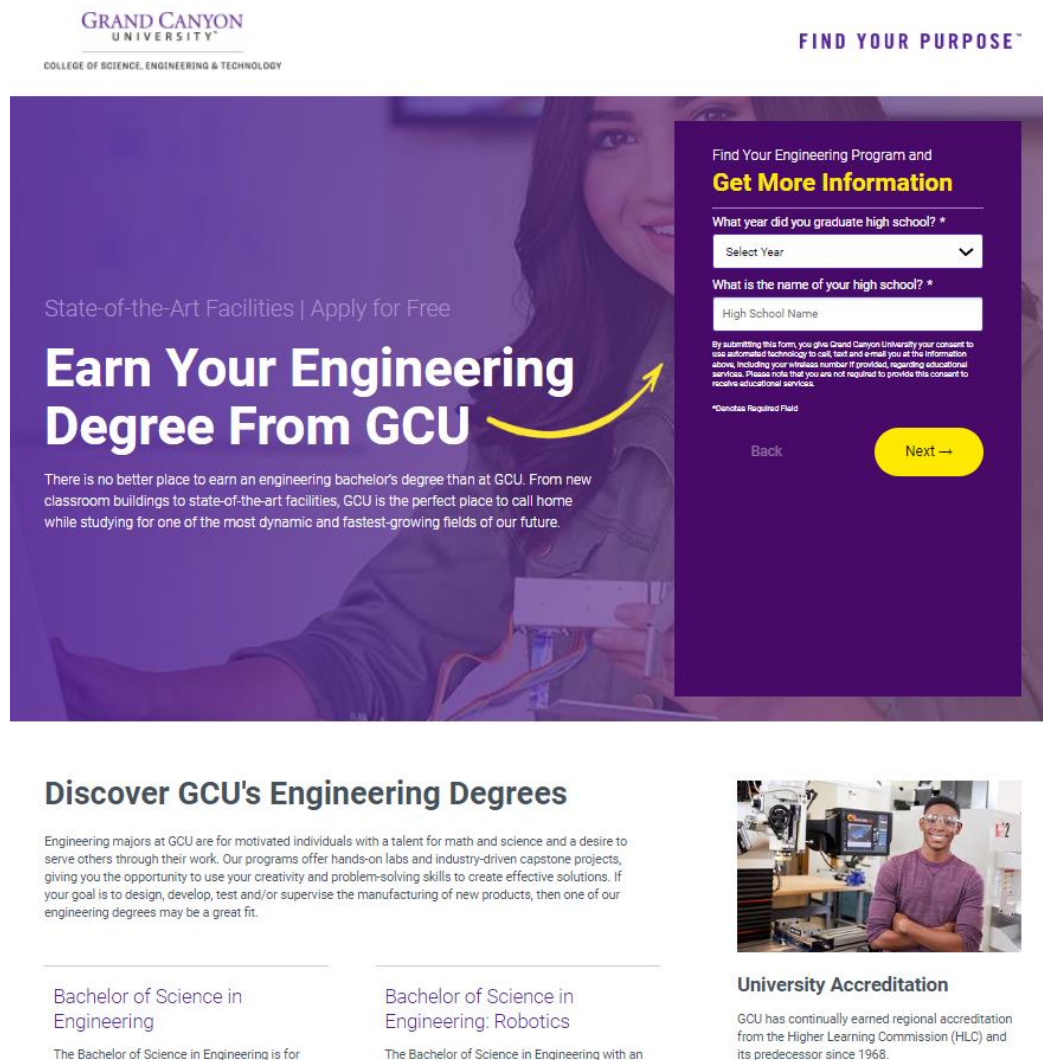 GRAND CANYON
UNIVERSITY™
COLLEGE OF SCIENCE, ENGINEERING & TECHNOLOGY
FIND YOUR PURPOSE™
State-of-the-Art Facilities | Apply for Free
Earn Your Engineering
Degree From GCU
There is no better place to earn an engineering bachelor's degree than at GCU. From new
classroom buildings to state-of-the-art facilities, GCU is the perfect place to call home
while studying for one of the most dynamic and fastest-growing fields of our future.
Find Your Engineering Program and
Get More Information
What year did you graduate high school? *
Select Year
What is the name of your high school? *
High School Name
By submitting this form, you give Grand Canyon University your consent to
use automated technology to call, text and e-mail you at the information
above, including your wireless number if provided, regarding educational
services. Please note that you are not required to provide this consent to
receive educational services.
*Denotes Required Field
Back
Next →
Discover GCU's Engineering Degrees
Engineering majors at GCU are for motivated individuals with a talent for math and science and a desire to
serve others through their work. Our programs offer hands-on labs and industry-driven capstone projects,
giving you the opportunity to use your creativity and problem-solving skills to create effective solutions. If
your goal is to design, develop, test and/or supervise the manufacturing of new products, then one of our
engineering degrees may be a great fit.
Bachelor of Science in
Engineering
The Bachelor of Science in Engineering is for
Bachelor of Science in
Engineering: Robotics
The Bachelor of Science in Engineering with an
University Accreditation
GCU has continually earned regional accreditation
from the Higher Learning Commission (HLC) and
its predecessor since 1968.